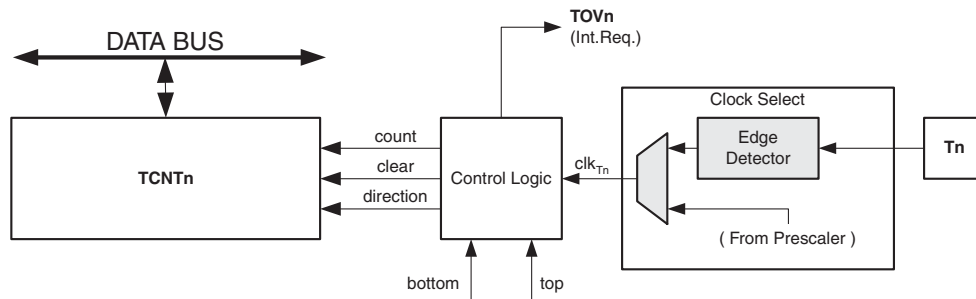 TOVn
(Int.Req.)
DATA BUS
Clock Select
count
Edge
Detector
Tn
TCNTn
clear
Control Logic
clkTn
direction
( From Prescaler )
bottom
top